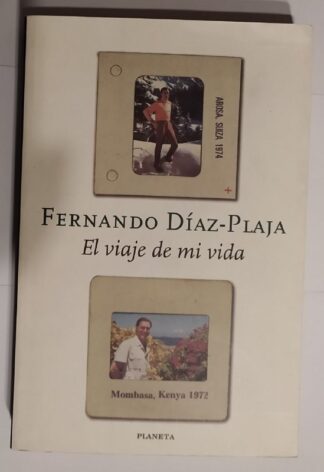 AROSA, SUIZA 1974
FERNANDO DÍAZ-PLAJA
El viaje de mi vida
Mombasa, Kenya 1972
PLANETA